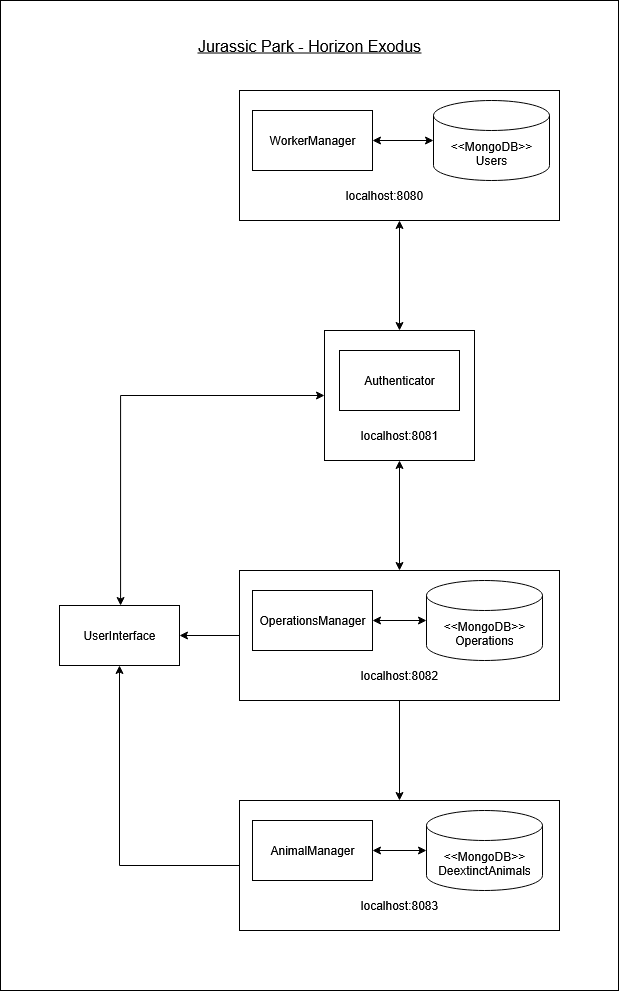 Jurassic Park - Horizon Exodus
WorkerManager
<<MongoDB>>
Users
localhost:8080
Authenticator
localhost:8081
OperationsManager
<<MongoDB>>
Operations
localhost:8082
UserInterface
AnimalManager
<<MongoDB>>
DeextinctAnimals
localhost:8083